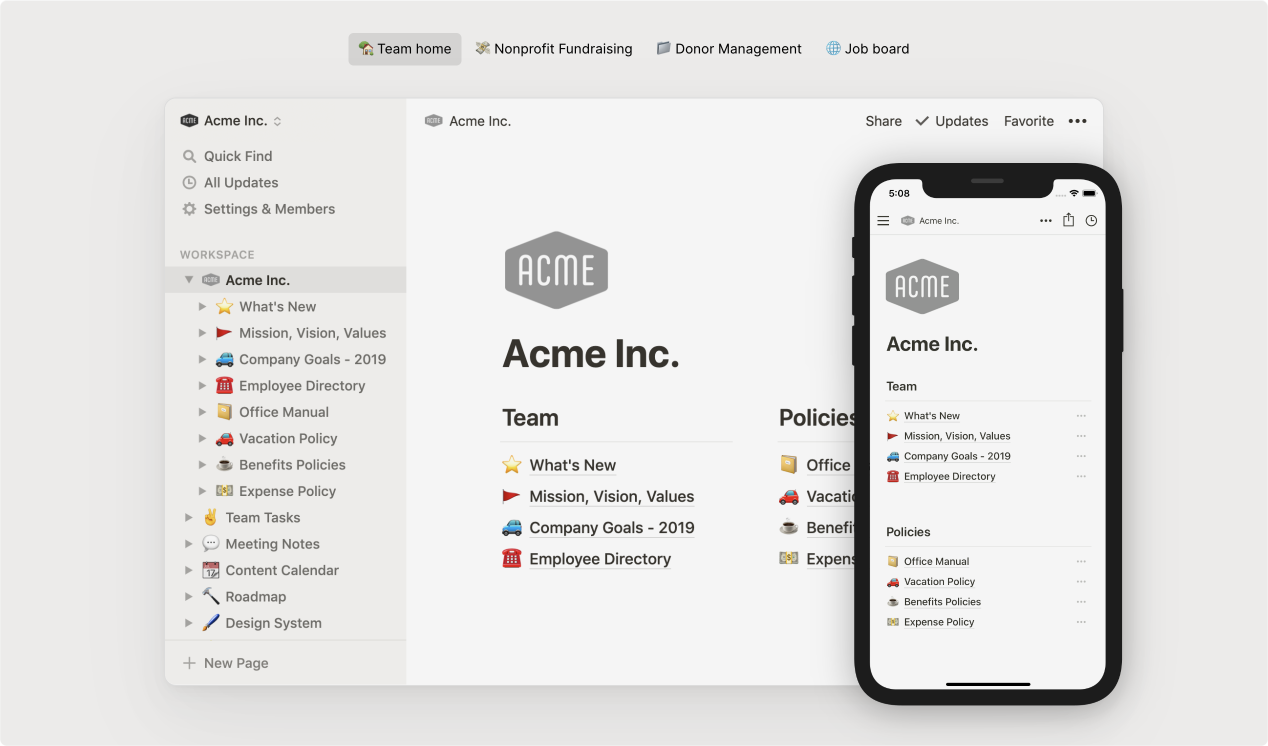 Team home
Nonprofit Fundraising
Donor Management
Job board
ACME Acme Inc.
Quick Find
All Updates
Settings & Members
WORKSPACE
ACME Acme Inc.
What's New
Mission, Vision, Values
Company Goals - 2019
Employee Directory
Office Manual
Vacation Policy
Benefits Policies
Expense Policy
Team Tasks
Meeting Notes
Content Calendar
Roadmap
Design System
New Page
ACME Acme Inc.
Share
Updates
Favorite
ACME
Acme Inc.
Team
What's New
Mission, Vision, Values
Company Goals - 2019
Employee Directory
Policies
Office
Vacatio
Benefi
Expens
5:08
Acme Inc.
ACME
Acme Inc.
Team
What's New
Mission, Vision, Values
Company Goals - 2019
Employee Directory
Policies
Office Manual
Vacation Policy
Benefits Policies
Expense Policy